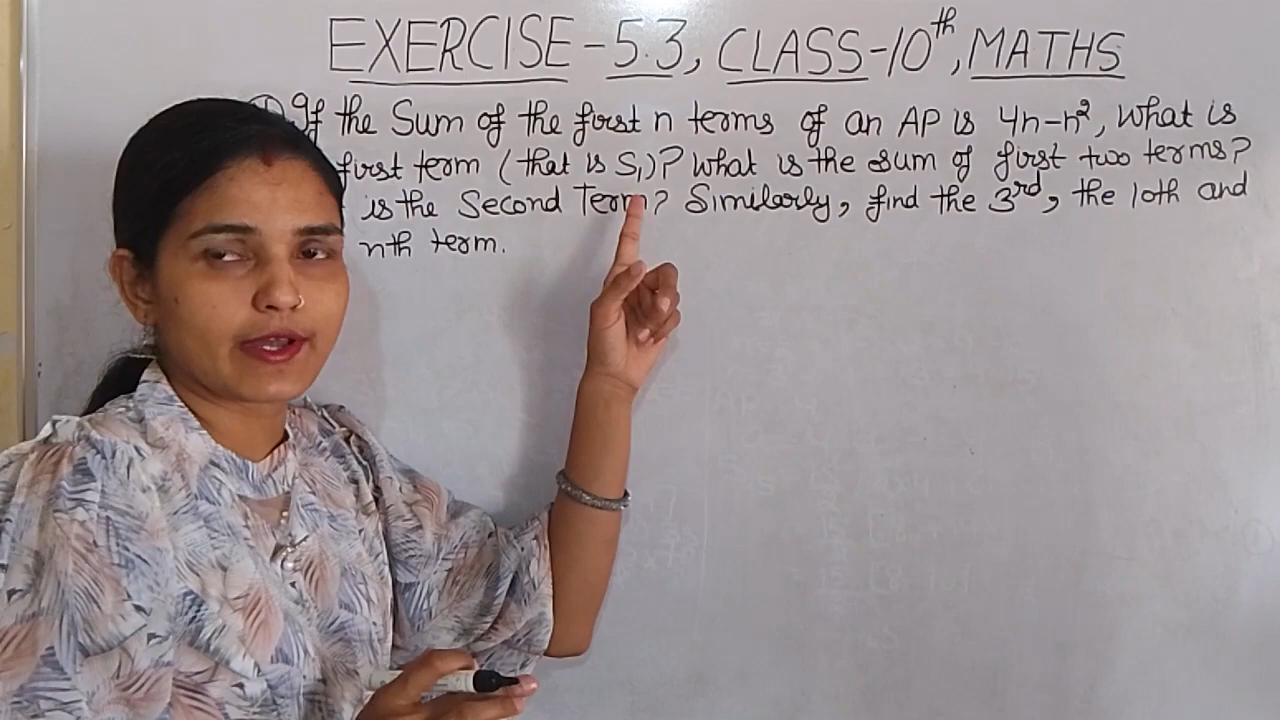 EXERCISE-5.3, CLASS-10th, MATHS
If the Sum of the first n terms of an AP is 4n-n², What is
first term (that is S₁)? What is the sum of first two terms?
is the Second Term? Similarly, find the 3rd, the 10th and
nth term.